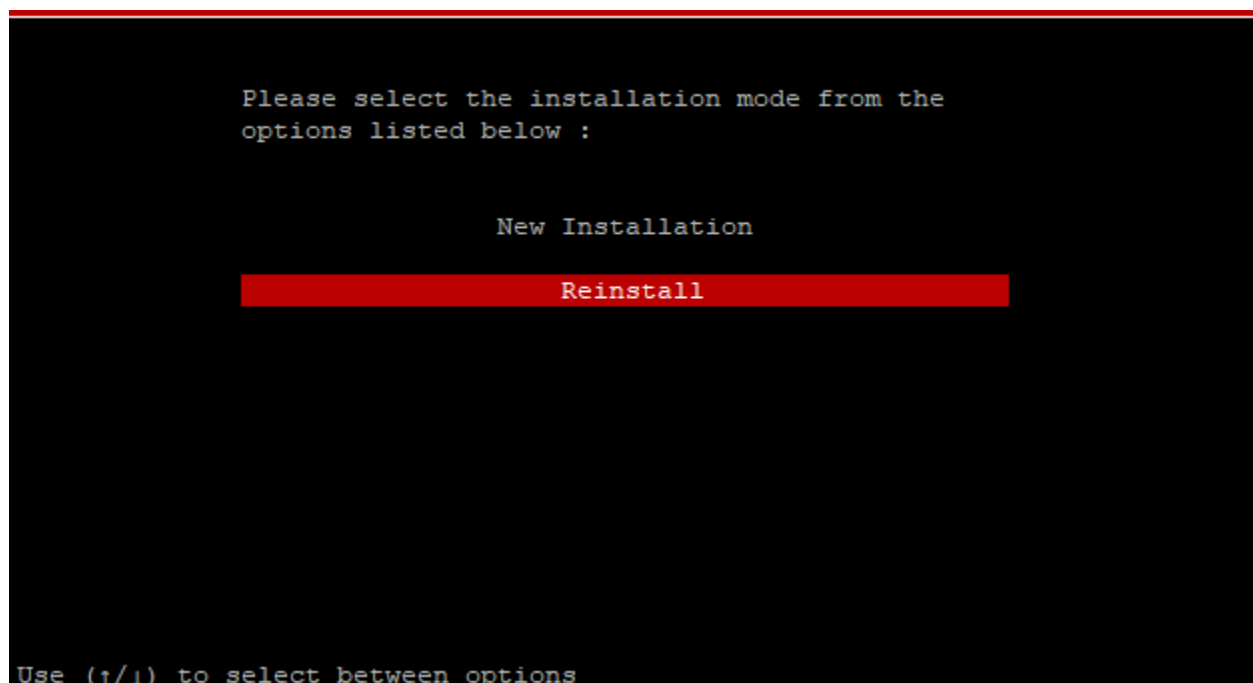 Please select the installation mode from the
options listed below :
New Installation
Reinstall
Use (↑/↓) to select between options